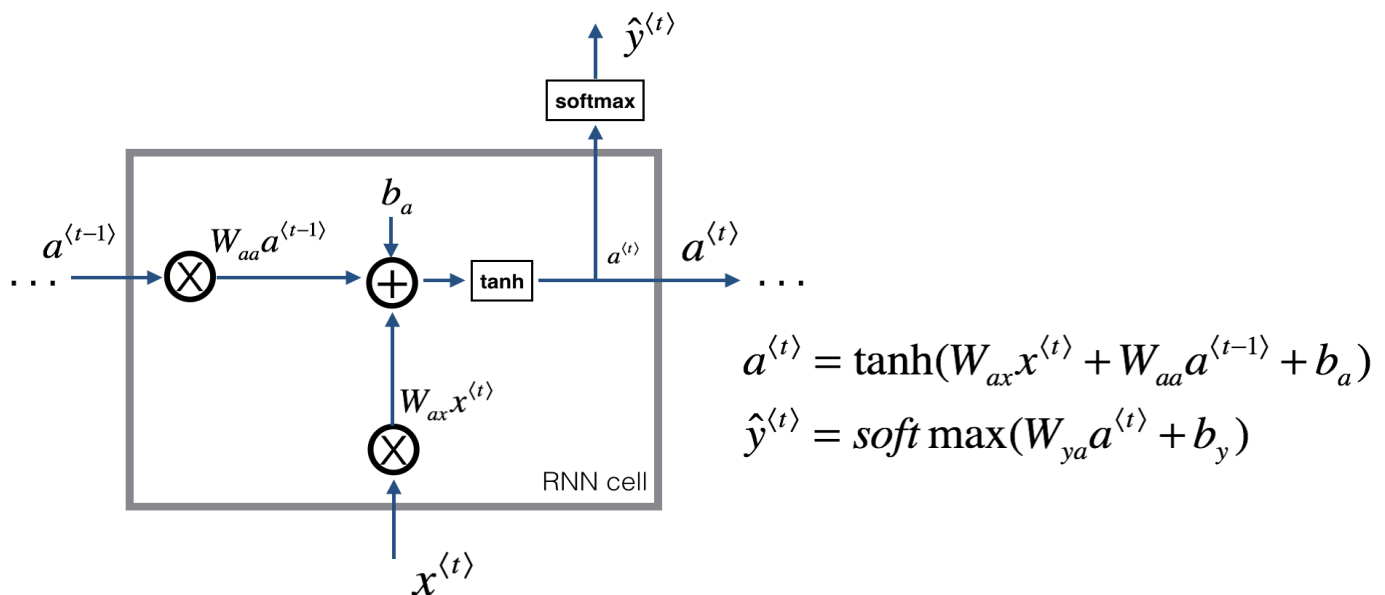 ŷ⟨t⟩
softmax
b_a
a⟨t−1⟩
W_aa a⟨t−1⟩
a⟨t⟩
a⟨t⟩
. . .
+
tanh
. . .
a⟨t⟩ = tanh(W_ax x⟨t⟩ + W_aa a⟨t−1⟩ + b_a)
W_ax x⟨t⟩
ŷ⟨t⟩ = soft max(W_ya a⟨t⟩ + b_y)
RNN cell
x⟨t⟩